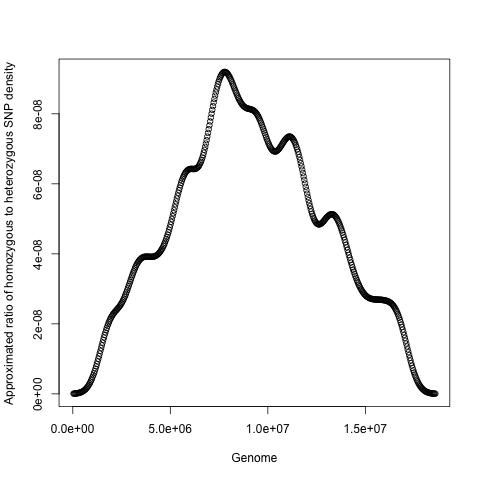 Approximated ratio of homozygous to heterozygous SNP density
8e-08
6e-08
4e-08
2e-08
0e+00
0.0e+00 5.0e+06 1.0e+07 1.5e+07
Genome